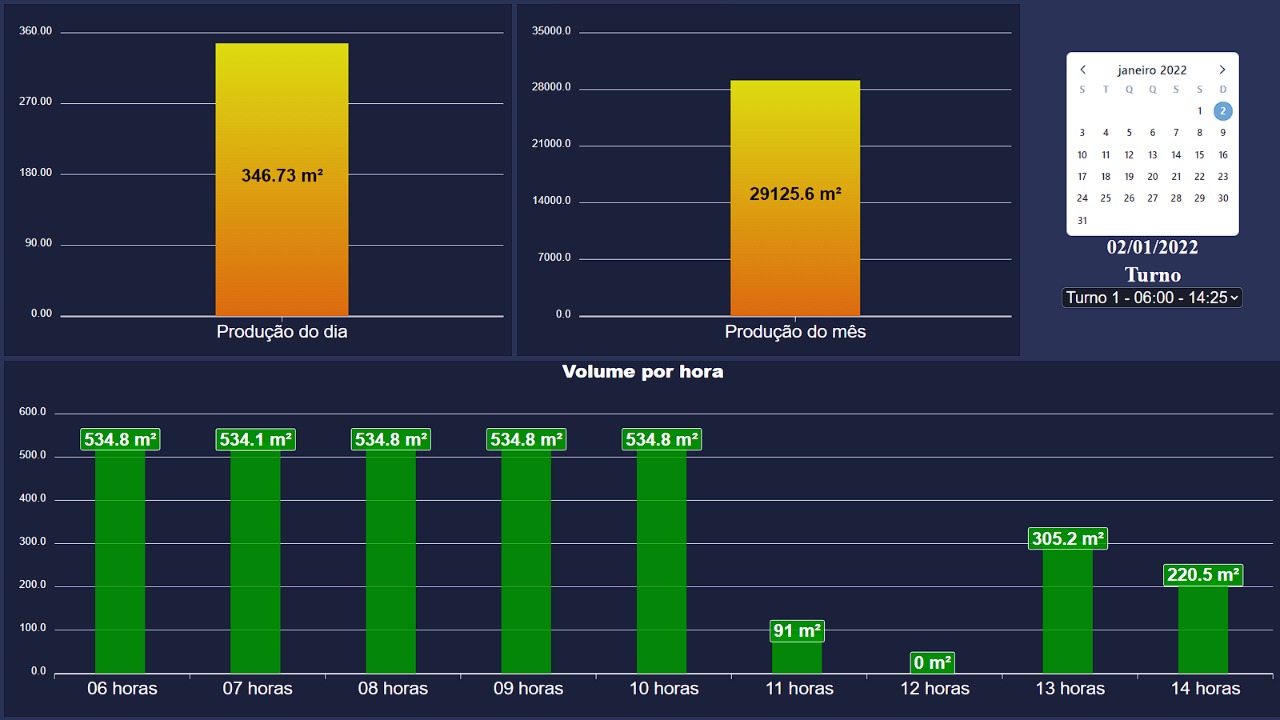 360.00
270.00
180.00
90.00
0.00
346.73 m²
Produção do dia
35000.0
28000.0
21000.0
14000.0
7000.0
0.0
29125.6 m²
Produção do mês
janeiro 2022
S T Q Q S S D
1 2
3 4 5 6 7 8 9
10 11 12 13 14 15 16
17 18 19 20 21 22 23
24 25 26 27 28 29 30
31
02/01/2022
Turno
Turno 1 - 06:00 - 14:25
Volume por hora
600.0
500.0
400.0
300.0
200.0
100.0
0.0
534.8 m² 534.1 m² 534.8 m² 534.8 m² 534.8 m² 91 m² 0 m² 305.2 m² 220.5 m²
06 horas 07 horas 08 horas 09 horas 10 horas 11 horas 12 horas 13 horas 14 horas